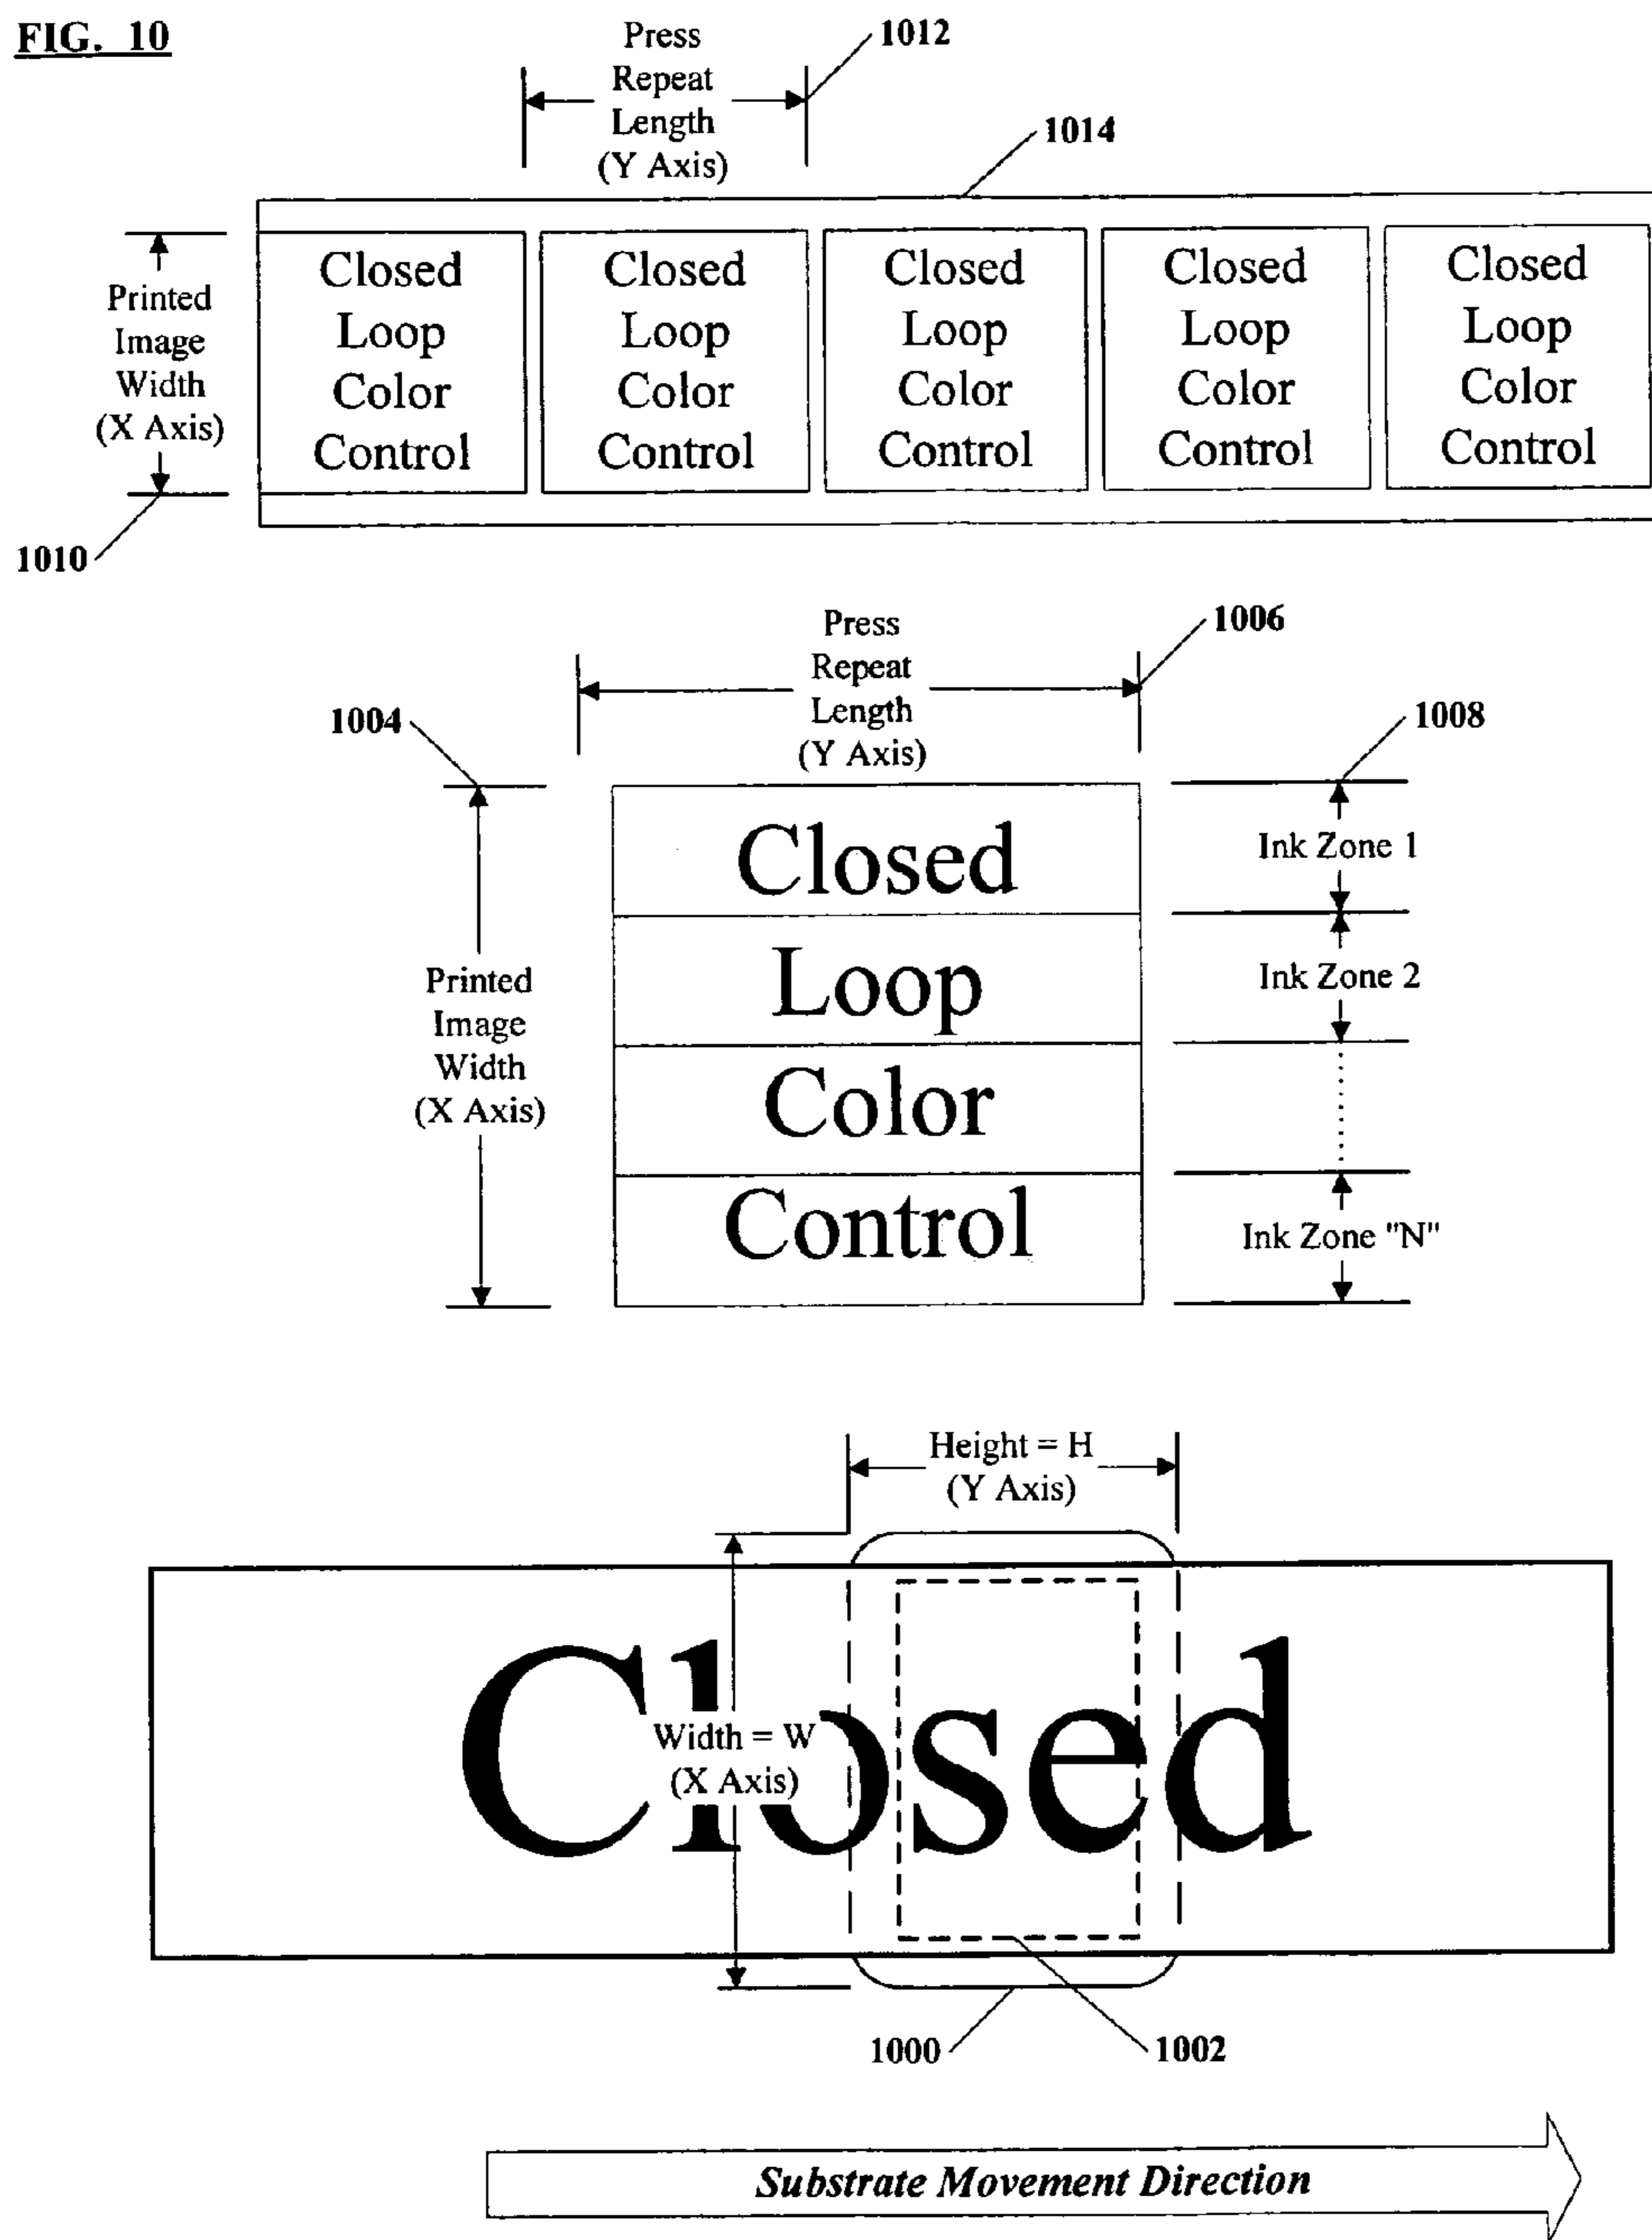 FIG. 10
Press
Repeat
Length
(Y Axis)
1012
1014
Printed
Image
Width
(X Axis)
1010
Closed
Loop
Color
Control
Closed
Loop
Color
Control
Closed
Loop
Color
Control
Closed
Loop
Color
Control
Closed
Loop
Color
Control
Press
Repeat
Length
(Y Axis)
1006
1004
1008
Printed
Image
Width
(X Axis)
Closed
Loop
Color
Control
Ink Zone 1
Ink Zone 2
Ink Zone "N"
Height = H
(Y Axis)
Closed
Width = W
(X Axis)
1000
1002
Substrate Movement Direction